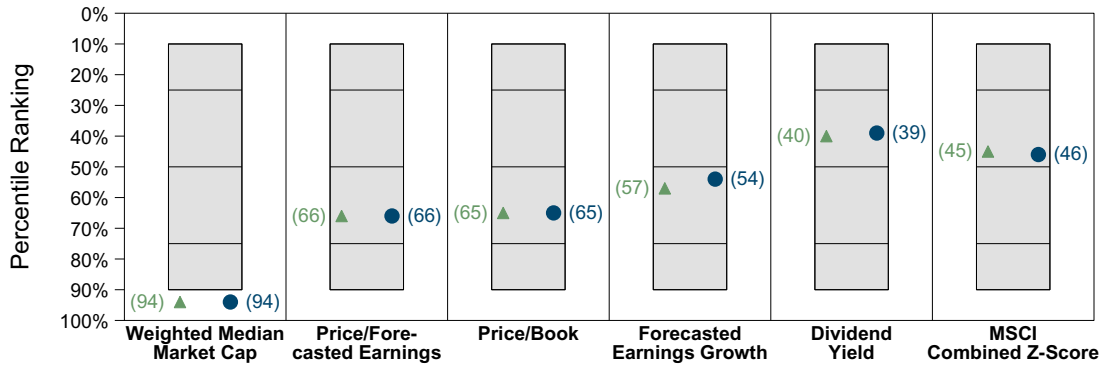 Percentile Ranking
0%
10%
20%
30%
40%
50%
60%
70%
80%
90%
100%
(94) (94)
(66) (66)
(65) (65)
(57) (54)
(40) (39)
(45) (46)
Weighted Median
Market Cap
Price/Fore-
casted Earnings
Price/Book
Forecasted
Earnings Growth
Dividend
Yield
MSCI
Combined Z-Score